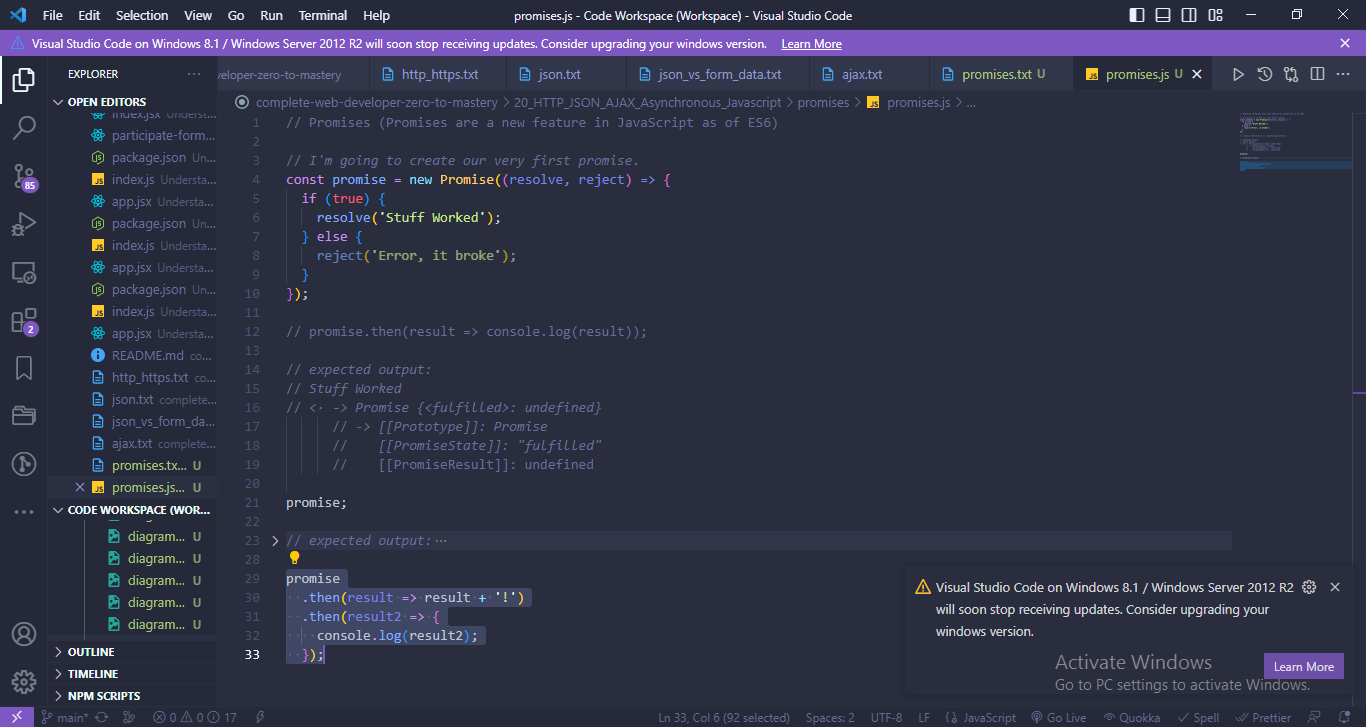 File Edit Selection View Go Run Terminal Help
promises.js - Code Workspace (Workspace) - Visual Studio Code
Visual Studio Code on Windows 8.1 / Windows Server 2012 R2 will soon stop receiving updates. Consider upgrading your windows version. Learn More
EXPLORER
veloper-zero-to-mastery http_https.txt json.txt json_vs_form_data.txt ajax.txt promises.txt U promises.js U
complete-web-developer-zero-to-mastery > 20_HTTP_JSON_AJAX_Asynchronous_Javascript > promises > JS promises.js > ...
OPEN EDITORS
index.jsx Understa...
participate-form...
package.json Un...
JS index.js Understa...
app.jsx Understa...
package.json Un...
JS index.js Understa...
app.jsx Understa...
package.json Un...
JS index.js Understa...
app.jsx Understa...
README.md co...
http_https.txt co...
json.txt complete...
json_vs_form_da...
ajax.txt complete...
promises.tx... U
JS promises.js... U
CODE WORKSPACE (WOR...
diagram... U
diagram... U
diagram... U
diagram... U
diagram... U
OUTLINE
TIMELINE
NPM SCRIPTS
85
2
1 // Promises (Promises are a new feature in JavaScript as of ES6)
2
3 // I'm going to create our very first promise.
4 const promise = new Promise((resolve, reject) => {
5 if (true) {
6 resolve('Stuff Worked');
7 } else {
8 reject('Error, it broke');
9 }
10 });
11
12 // promise.then(result => console.log(result));
13
14 // expected output:
15 // Stuff Worked
16 // <· -> Promise {<fulfilled>: undefined}
17 // -> [[Prototype]]: Promise
18 // [[PromiseState]]: "fulfilled"
19 // [[PromiseResult]]: undefined
20
21 promise;
22
23 // expected output: ···
28
29 promise
30 .then(result => result + '!')
31 .then(result2 => {
32 console.log(result2);
33 });
Visual Studio Code on Windows 8.1 / Windows Server 2012 R2
will soon stop receiving updates. Consider upgrading your
windows version.
Learn More
Activate Windows
Go to PC settings to activate Windows.
main* 0 0 17 Ln 33, Col 6 (92 selected) Spaces: 2 UTF-8 LF {} JavaScript Go Live Quokka Spell Prettier